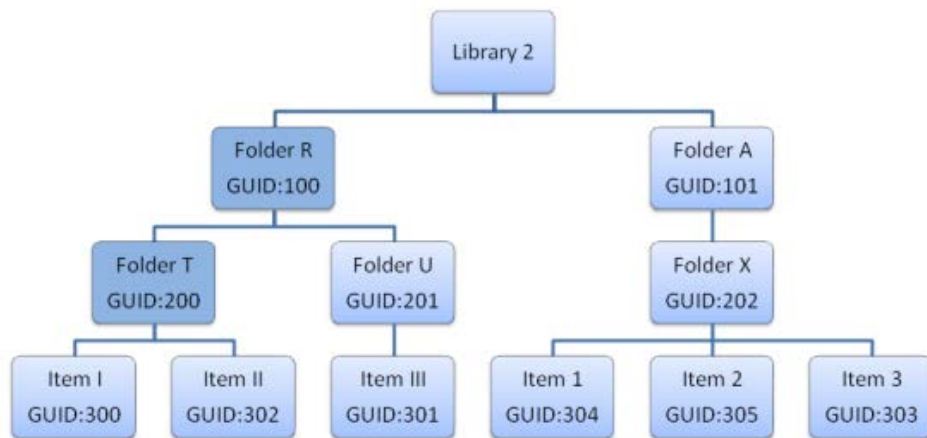 Library 2
Folder R
GUID:100
Folder A
GUID:101
Folder T
GUID:200
Folder U
GUID:201
Folder X
GUID:202
Item I
GUID:300
Item II
GUID:302
Item III
GUID:301
Item 1
GUID:304
Item 2
GUID:305
Item 3
GUID:303